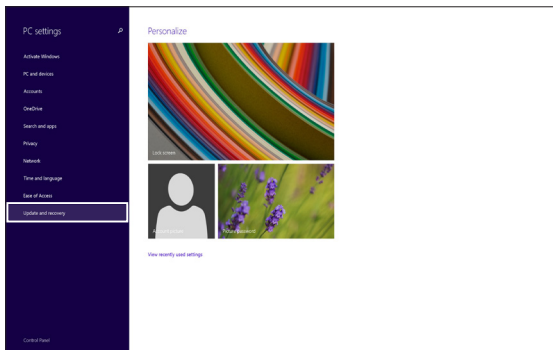 PC settings
Activate Windows
PC and devices
Accounts
OneDrive
Search and apps
Privacy
Network
Time and language
Ease of Access
Update and recovery
Control Panel
Personalize
Lock screen
Account picture
Picture password
View recently used settings